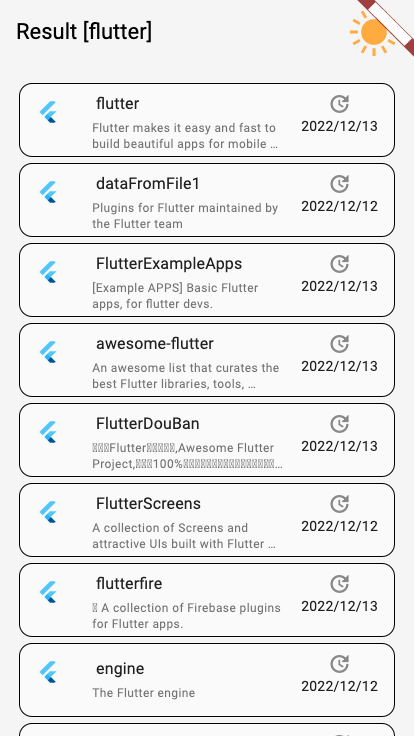 Result [flutter]
flutter
Flutter makes it easy and fast to
build beautiful apps for mobile …
2022/12/13
dataFromFile1
Plugins for Flutter maintained by
the Flutter team
2022/12/12
FlutterExampleApps
[Example APPS] Basic Flutter
apps, for flutter devs.
2022/12/13
awesome-flutter
An awesome list that curates the
best Flutter libraries, tools, …
2022/12/13
FlutterDouBan
Flutter,Awesome Flutter
Project,100%…
2022/12/13
FlutterScreens
A collection of Screens and
attractive UIs built with Flutter …
2022/12/12
flutterfire
A collection of Firebase plugins
for Flutter apps.
2022/12/13
engine
The Flutter engine
2022/12/12